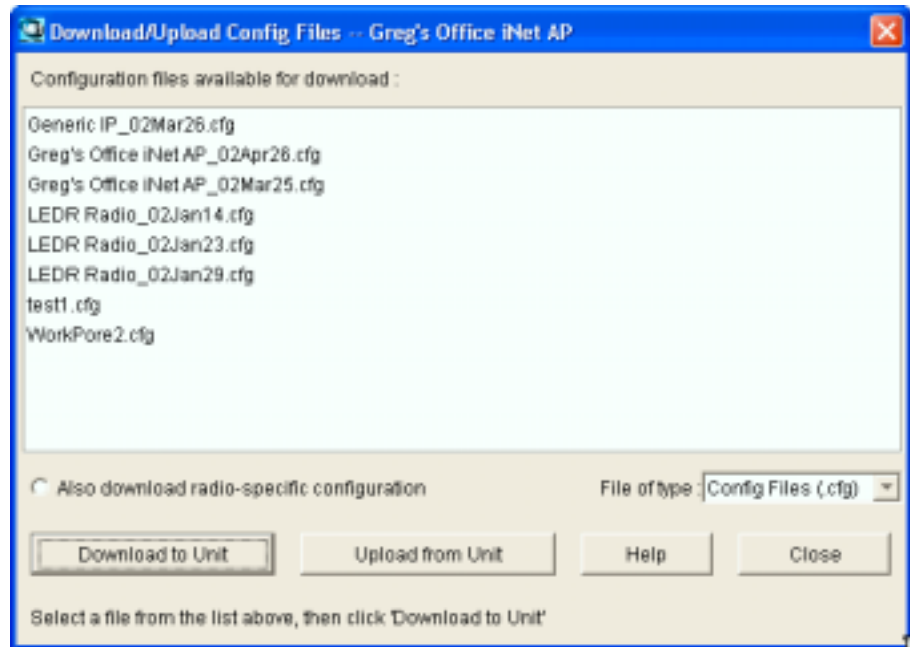 Download/Upload Config Files -- Greg's Office iNet AP
Configuration files available for download :
Generic IP_02Mar26.cfg
Greg's Office iNet AP_02Apr26.cfg
Greg's Office iNet AP_02Mar25.cfg
LEDR Radio_02Jan14.cfg
LEDR Radio_02Jan23.cfg
LEDR Radio_02Jan29.cfg
test1.cfg
WorkPore2.cfg
Also download radio-specific configuration
File of type : Config Files (.cfg)
Download to Unit Upload from Unit Help Close
Select a file from the list above, then click 'Download to Unit'